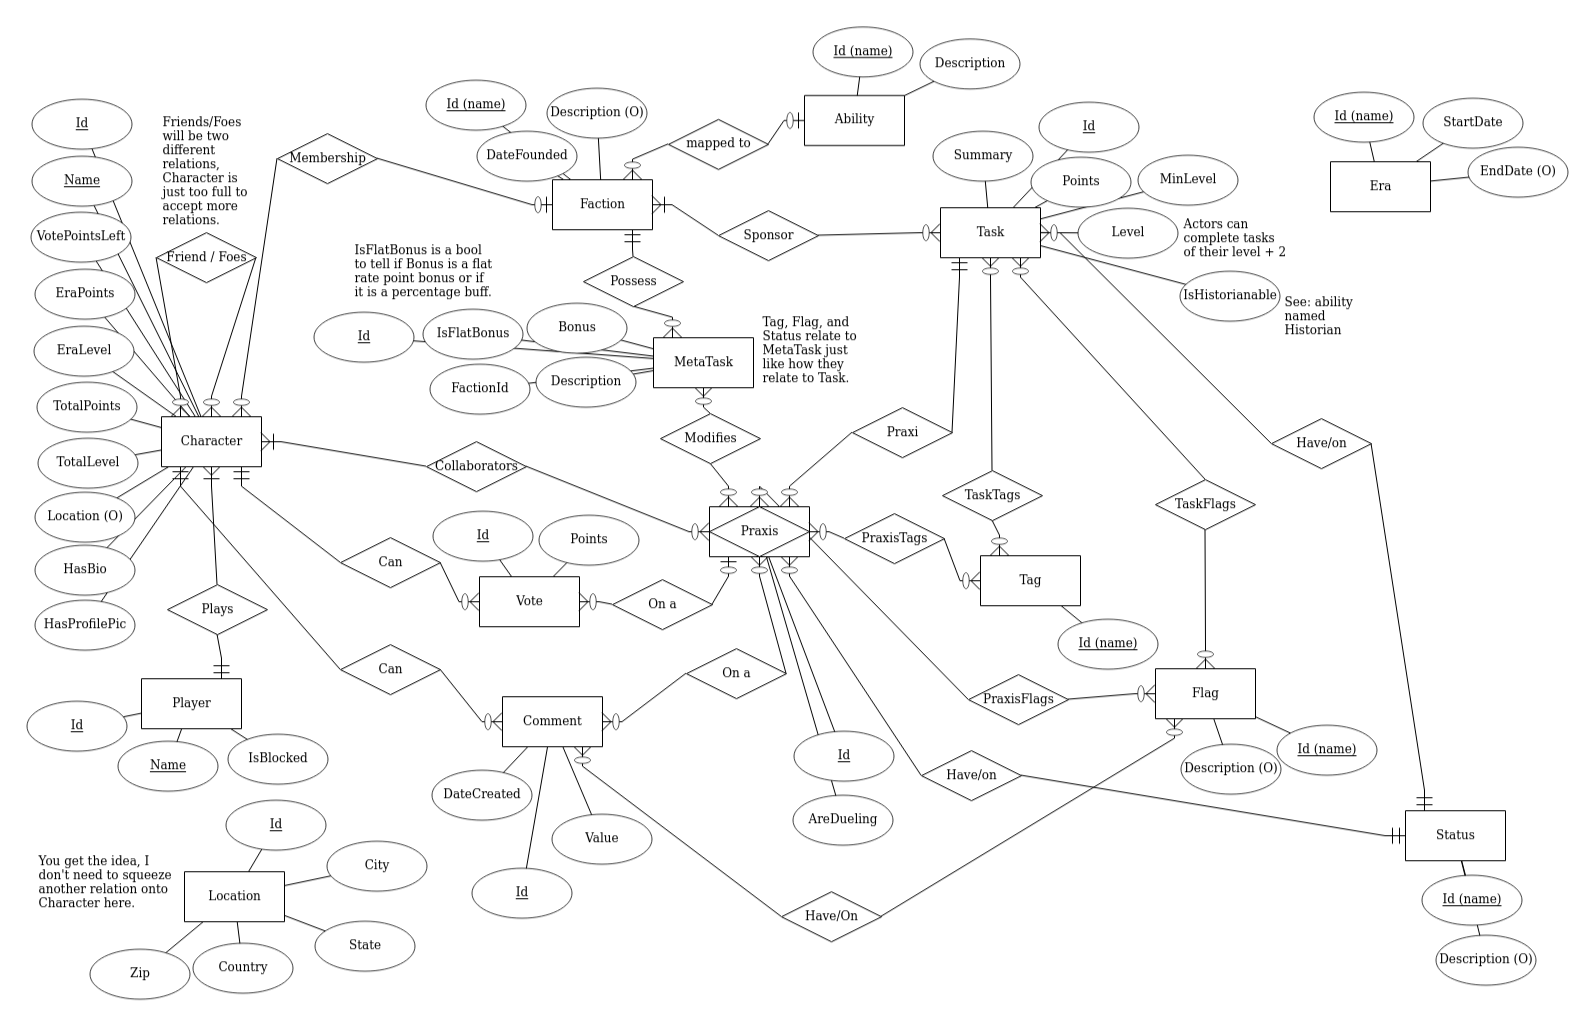 Id (name)
Description
Ability
Id (name)
Description (O)
DateFounded
Faction
mapped to
Id
Name
VotePointsLeft
EraPoints
EraLevel
TotalPoints
TotalLevel
Location (O)
HasBio
HasProfilePic
Friends/Foes
will be two
different
relations,
Character is
just too full to
accept more
relations.
Friend / Foes
Membership
Character
Id
Summary
Points
MinLevel
Level
Task
Actors can
complete tasks
of their level + 2
IsHistorianable
See: ability
named
Historian
Id (name)
StartDate
EndDate (O)
Era
Sponsor
Possess
IsFlatBonus is a bool
to tell if Bonus is a flat
rate point bonus or if
it is a percentage buff.
Id
IsFlatBonus
Bonus
FactionId
Description
MetaTask
Tag, Flag, and
Status relate to
MetaTask just
like how they
relate to Task.
Modifies
Praxi
Have/on
Collaborators
TaskTags
TaskFlags
Praxis
PraxisTags
Id
Points
Can
Vote
On a
Tag
Id (name)
Plays
Can
On a
Player
Id
Name
IsBlocked
Comment
DateCreated
Value
Id
PraxisFlags
Flag
Description (O)
Id (name)
Id
AreDueling
Have/on
Have/On
Status
Id (name)
Description (O)
You get the idea, I
don't need to squeeze
another relation onto
Character here.
Id
City
Location
State
Country
Zip